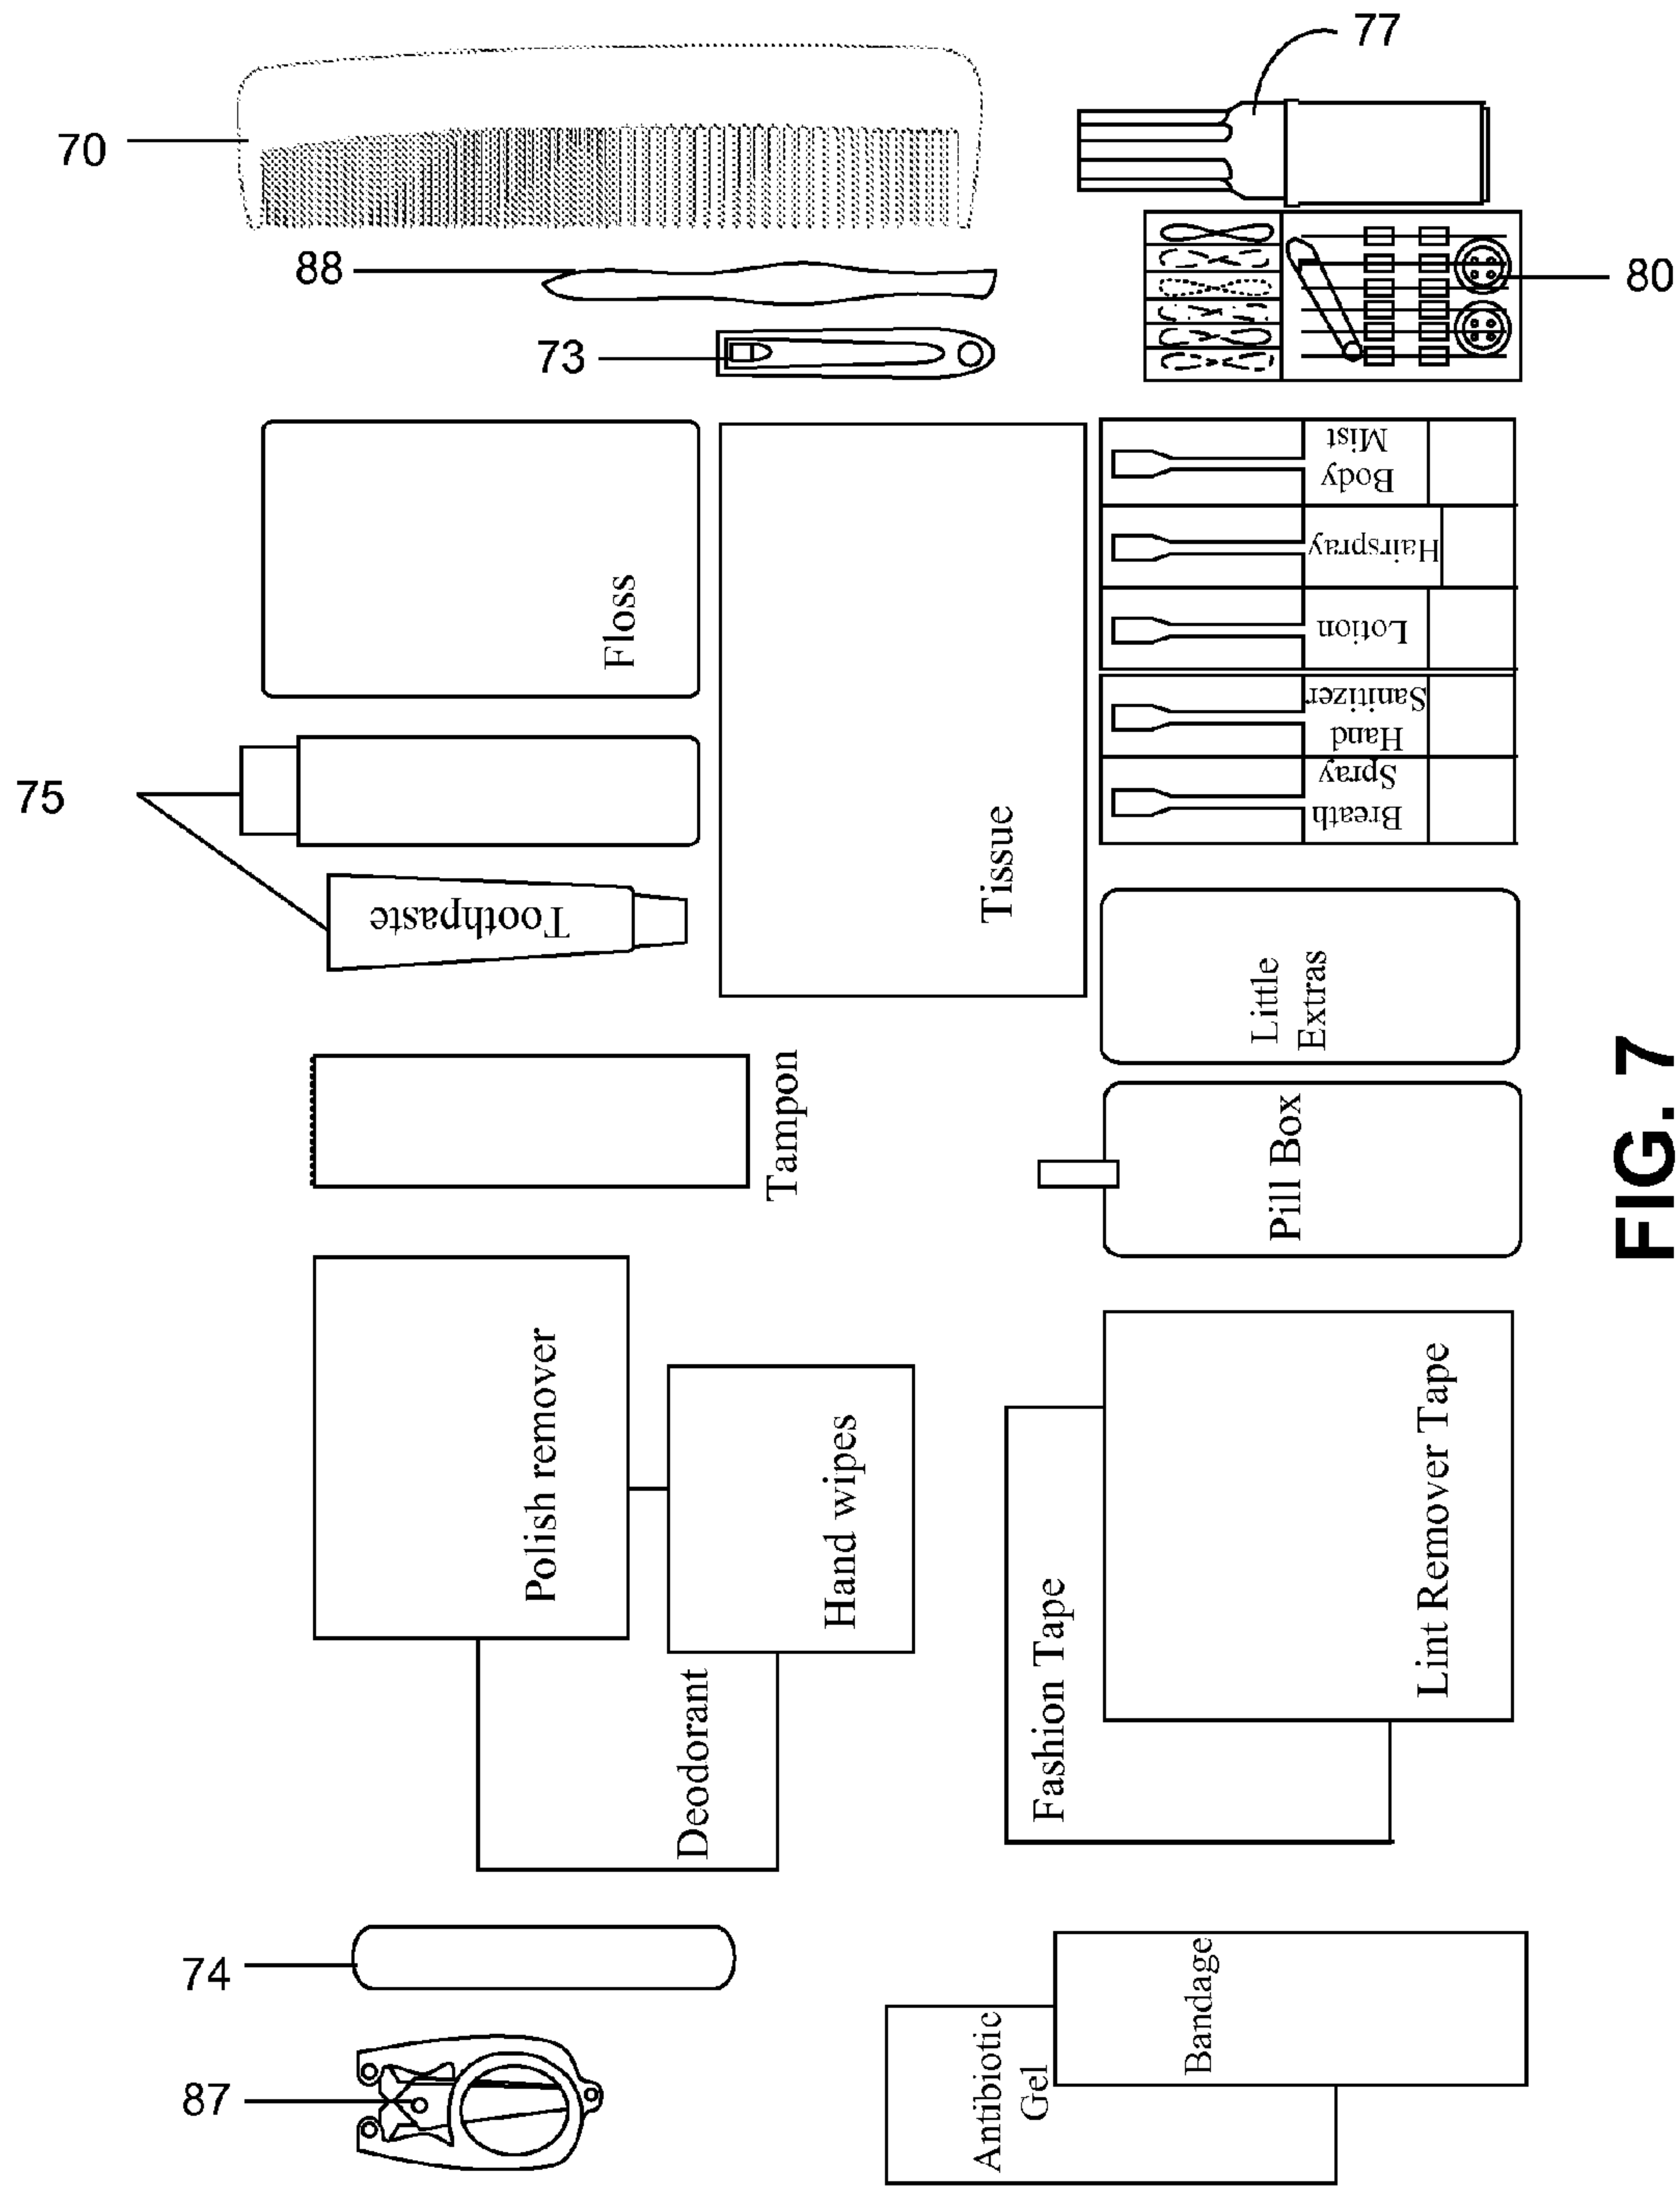 77
70
88
80
73
Body
Mist
Hairspray
Lotion
Hand
Sanitizer
Breath
Spray
Floss
75
Toothpaste
Tissue
Little
Extras
Tampon
Pill Box
Polish remover
Hand wipes
Deodorant
Fashion Tape
Lint Remover Tape
74
87
Antibiotic
Gel
Bandage
FIG. 7